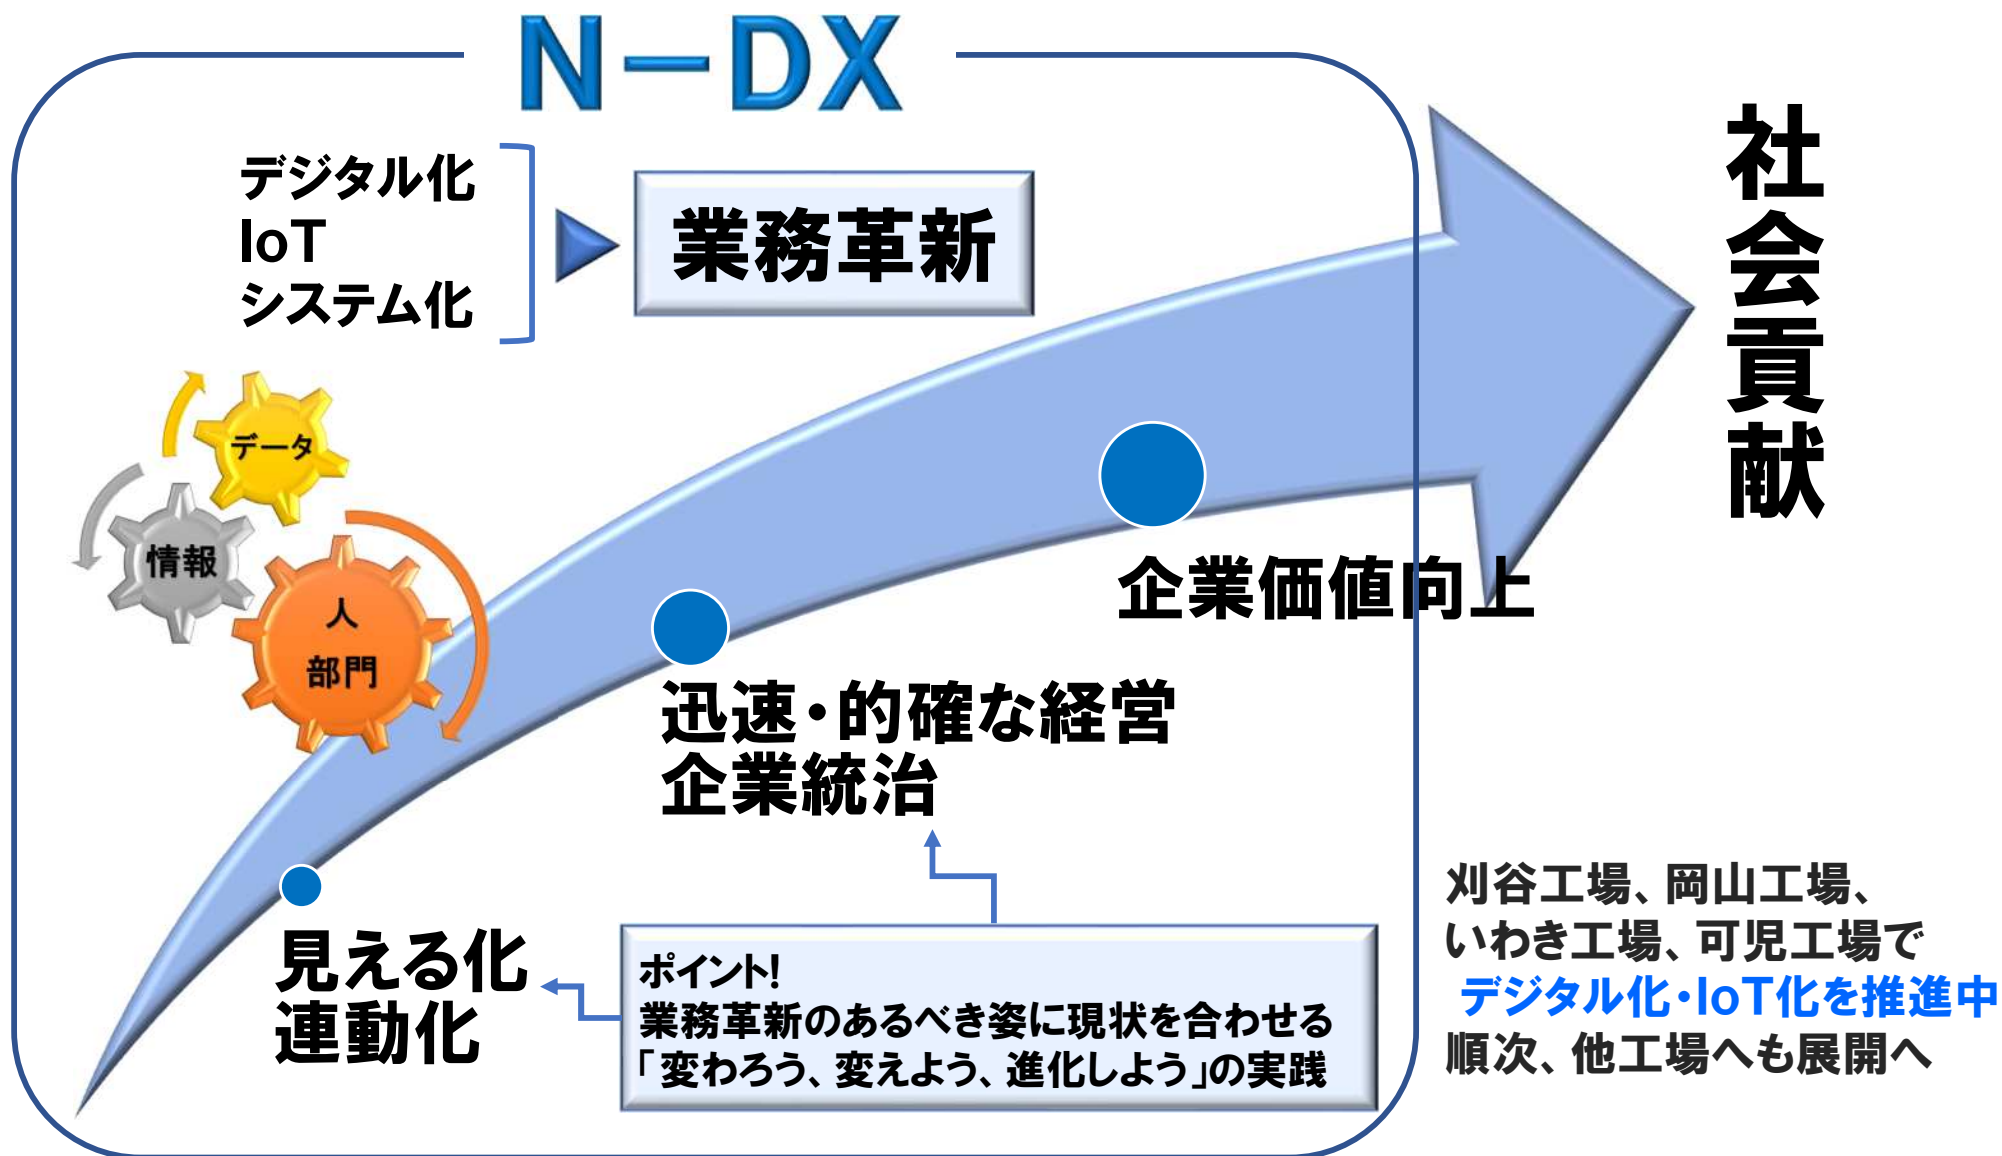 N－DX
デジタル化
IoT
システム化
業務革新
社会貢献
データ
情報
人
部門
企業価値向上
迅速・的確な経営
企業統治
見える化
連動化
ポイント！
業務革新のあるべき姿に現状を合わせる
「変わろう、変えよう、進化しよう」の実践
刈谷工場、岡山工場、
いわき工場、可児工場で
デジタル化・IoT化を推進中
順次、他工場へも展開へ